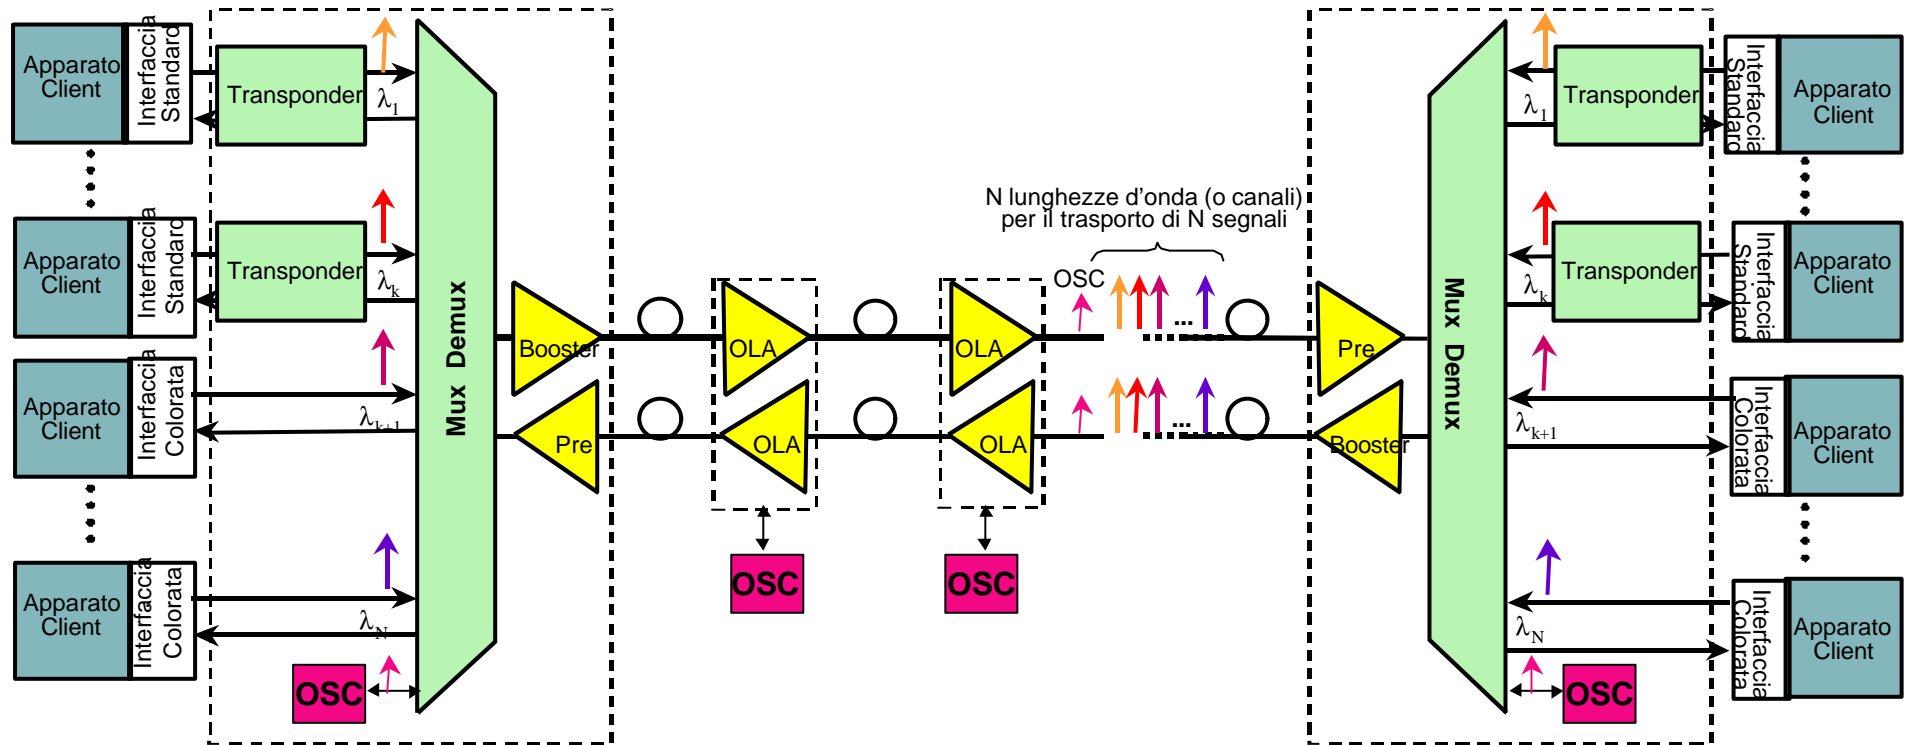 Apparato
Client
Interfaccia
Standard
Transponder
λ1
Apparato
Client
Interfaccia
Standard
Transponder
λk
Apparato
Client
Interfaccia
Colorata
λk+1
Apparato
Client
Interfaccia
Colorata
λN
OSC
Mux Demux
Booster
Pre
OLA
OLA
OSC
OLA
OLA
OSC
N lunghezze d'onda (o canali)
per il trasporto di N segnali
OSC
...
...
Pre
Booster
Mux Demux
λ1
Transponder
Interfaccia
Standard
Apparato
Client
λk
Transponder
Interfaccia
Standard
Apparato
Client
λk+1
Interfaccia
Colorata
Apparato
Client
λN
Interfaccia
Colorata
Apparato
Client
OSC